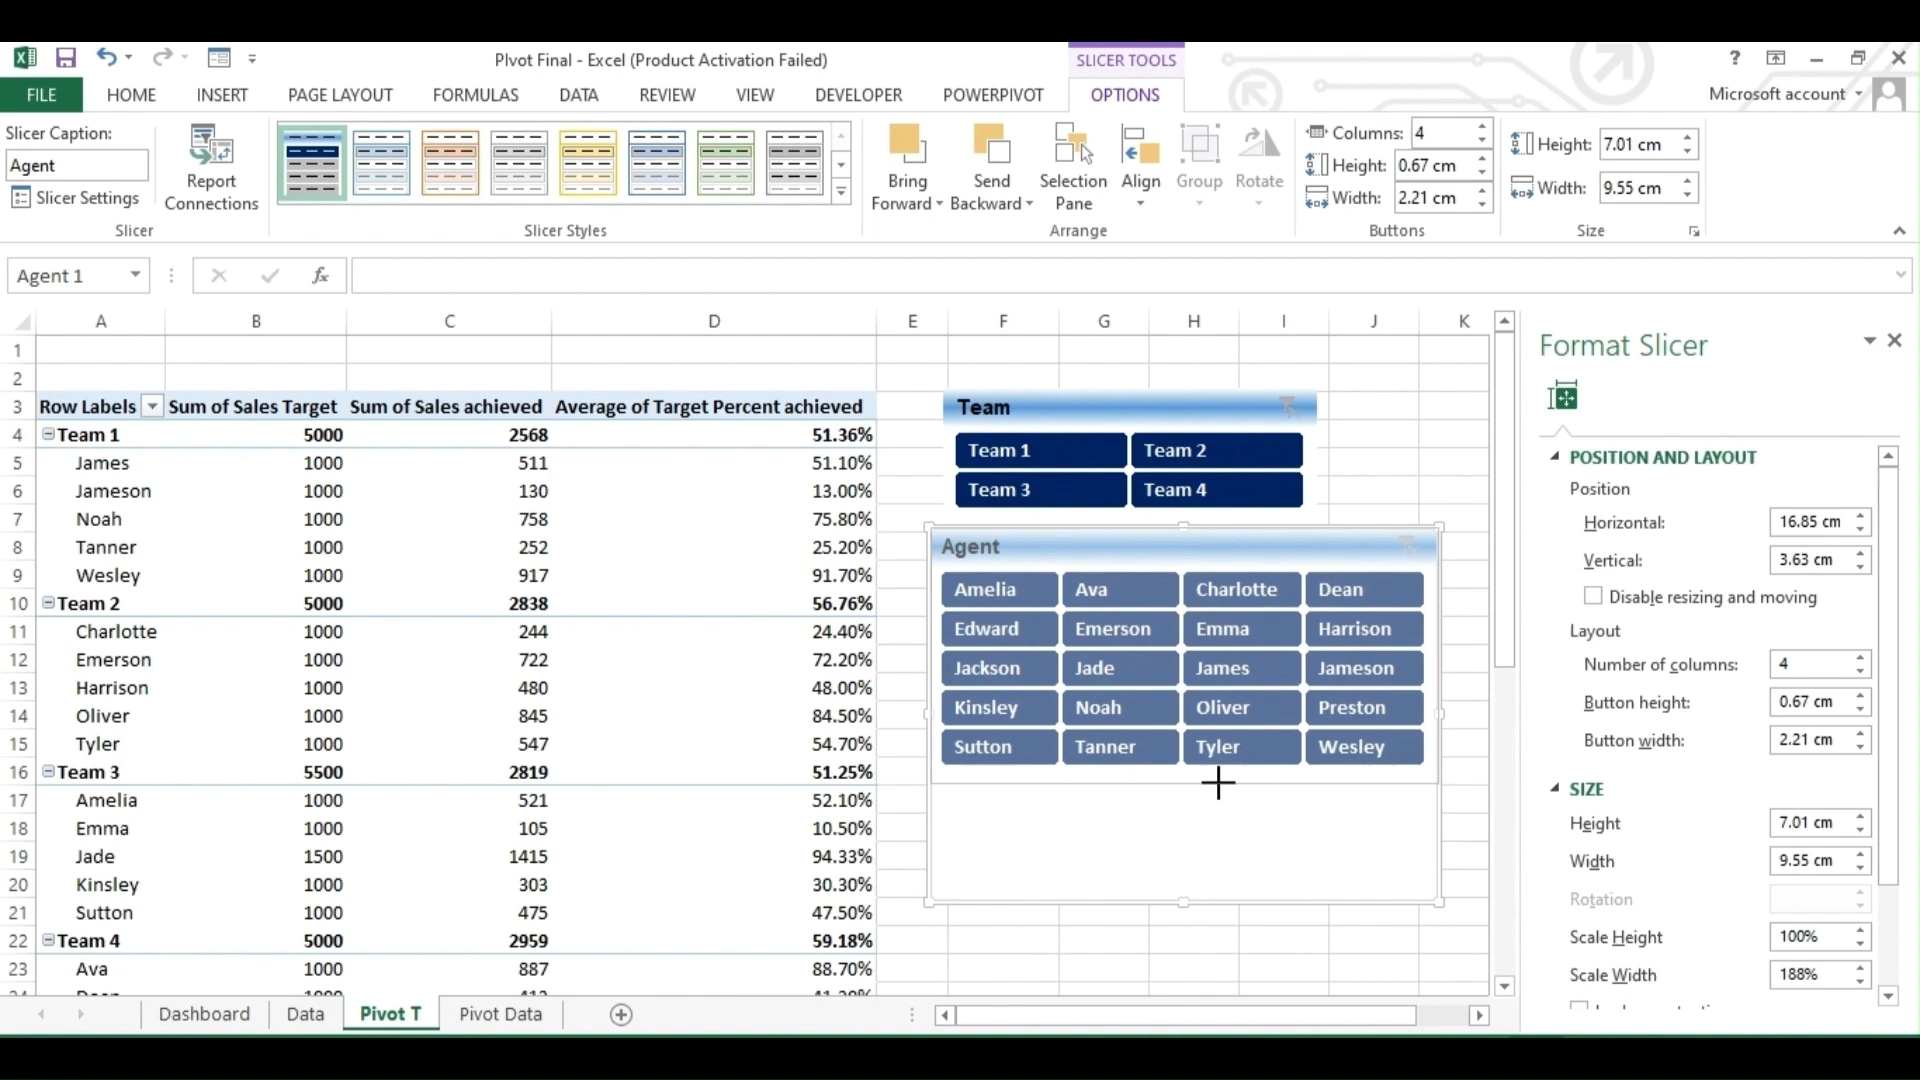 PIvot Final - Excel (Product Activation Failed)
SLICER TOOLS
?
FILE HOME INSERT PAGE LAYOUT FORMULAS DATA REVIEW VIEW DEVELOPER POWERPIVOT OPTIONS
Microsoft account
Slicer Caption:
Agent
Slicer Settings
Report
Connections
Bring
Forward
Send
Backward
Selection
Pane
Align
Group
Rotate
Columns: 4
Height: 0.67 cm
Width: 2.21 cm
Height: 7.01 cm
Width: 9.55 cm
Slicer
Slicer Styles
Arrange
Buttons
Size
Agent 1
fx
A B C D E F G H I J K
1
2
3 Row Labels Sum of Sales Target Sum of Sales achieved Average of Target Percent achieved
4 Team 1 5000 2568 51.36%
5 James 1000 511 51.10%
6 Jameson 1000 130 13.00%
7 Noah 1000 758 75.80%
8 Tanner 1000 252 25.20%
9 Wesley 1000 917 91.70%
10 Team 2 5000 2838 56.76%
11 Charlotte 1000 244 24.40%
12 Emerson 1000 722 72.20%
13 Harrison 1000 480 48.00%
14 Oliver 1000 845 84.50%
15 Tyler 1000 547 54.70%
16 Team 3 5500 2819 51.25%
17 Amelia 1000 521 52.10%
18 Emma 1000 105 10.50%
19 Jade 1500 1415 94.33%
20 Kinsley 1000 303 30.30%
21 Sutton 1000 475 47.50%
22 Team 4 5000 2959 59.18%
23 Ava 1000 887 88.70%
Team
Team 1 Team 2
Team 3 Team 4
Agent
Amelia Ava Charlotte Dean
Edward Emerson Emma Harrison
Jackson Jade James Jameson
Kinsley Noah Oliver Preston
Sutton Tanner Tyler Wesley
Format Slicer
POSITION AND LAYOUT
Position
Horizontal: 16.85 cm
Vertical: 3.63 cm
Disable resizing and moving
Layout
Number of columns: 4
Button height: 0.67 cm
Button width: 2.21 cm
SIZE
Height 7.01 cm
Width 9.55 cm
Rotation
Scale Height 100%
Scale Width 188%
Dashboard Data Pivot T Pivot Data